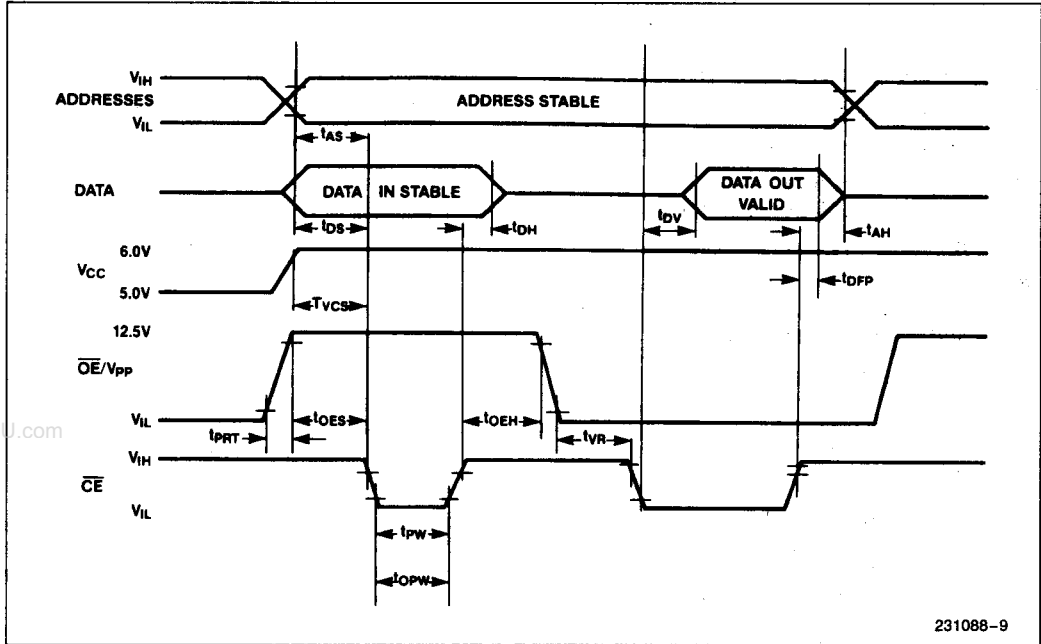 VIH
ADDRESSES
VIL
ADDRESS STABLE
tAS
DATA
DATA IN STABLE
DATA OUT
VALID
tDS
tDH
tDV
tAH
6.0V
VCC
5.0V
TVCS
tDFP
12.5V
OE/VPP
VIL
tOES
tOEH
tPRT
tVR
U.com
VIH
CE
VIL
tPW
tOPW
231088-9